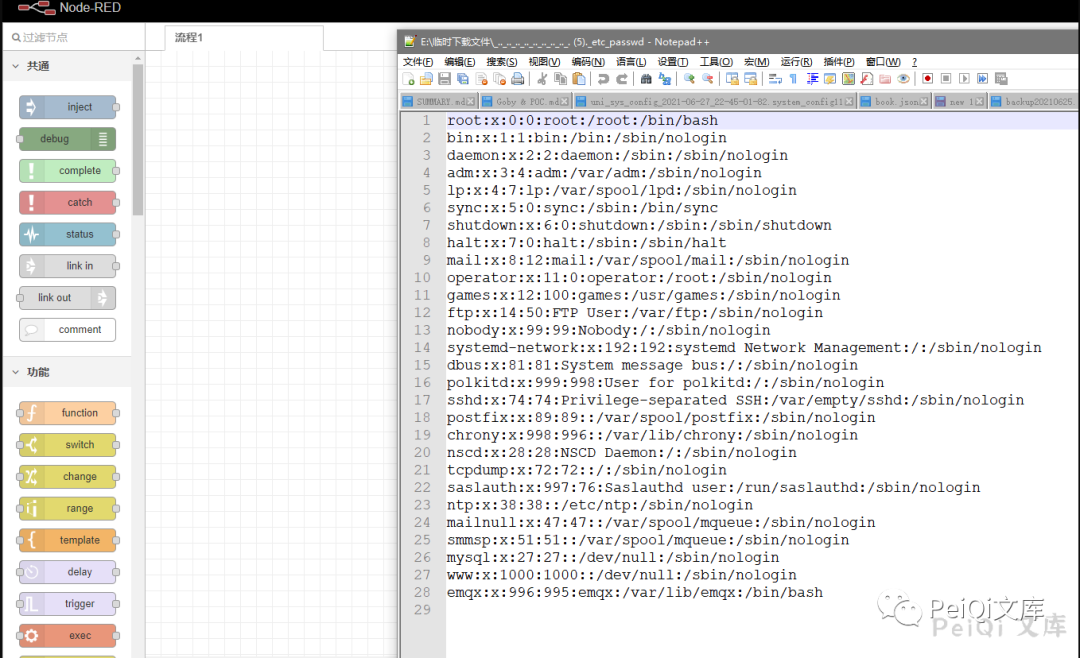 Node-RED
过滤节点
流程1
共通
inject
debug
complete
catch
status
link in
link out
comment
功能
function
switch
change
range
template
delay
trigger
exec
E:\临时下载文件\_.._.._.._.._.._.._.._. (5)._etc_passwd - Notepad++
文件(F) 编辑(E) 搜索(S) 视图(V) 编码(N) 语言(L) 设置(T) 工具(O) 宏(M) 运行(R) 插件(P) 窗口(W) ?
SUMMARY.md Goby & POC.md uni_sys_config_2021-06-27_22-45-01-82.system_config11 book.json new 1 backup20210625.
1 root:x:0:0:root:/root:/bin/bash
2 bin:x:1:1:bin:/bin:/sbin/nologin
3 daemon:x:2:2:daemon:/sbin:/sbin/nologin
4 adm:x:3:4:adm:/var/adm:/sbin/nologin
5 lp:x:4:7:lp:/var/spool/lpd:/sbin/nologin
6 sync:x:5:0:sync:/sbin:/bin/sync
7 shutdown:x:6:0:shutdown:/sbin:/sbin/shutdown
8 halt:x:7:0:halt:/sbin:/sbin/halt
9 mail:x:8:12:mail:/var/spool/mail:/sbin/nologin
10 operator:x:11:0:operator:/root:/sbin/nologin
11 games:x:12:100:games:/usr/games:/sbin/nologin
12 ftp:x:14:50:FTP User:/var/ftp:/sbin/nologin
13 nobody:x:99:99:Nobody:/:/sbin/nologin
14 systemd-network:x:192:192:systemd Network Management:/:/sbin/nologin
15 dbus:x:81:81:System message bus:/:/sbin/nologin
16 polkitd:x:999:998:User for polkitd:/:/sbin/nologin
17 sshd:x:74:74:Privilege-separated SSH:/var/empty/sshd:/sbin/nologin
18 postfix:x:89:89::/var/spool/postfix:/sbin/nologin
19 chrony:x:998:996::/var/lib/chrony:/sbin/nologin
20 nscd:x:28:28:NSCD Daemon:/:/sbin/nologin
21 tcpdump:x:72:72::/:/sbin/nologin
22 saslauth:x:997:76:Saslauthd user:/run/saslauthd:/sbin/nologin
23 ntp:x:38:38::/etc/ntp:/sbin/nologin
24 mailnull:x:47:47::/var/spool/mqueue:/sbin/nologin
25 smmsp:x:51:51::/var/spool/mqueue:/sbin/nologin
26 mysql:x:27:27::/dev/null:/sbin/nologin
27 www:x:1000:1000::/dev/null:/sbin/nologin
28 emqx:x:996:995:emqx:/var/lib/emqx:/bin/bash
29
PeiQi文库
PeiQi 文库